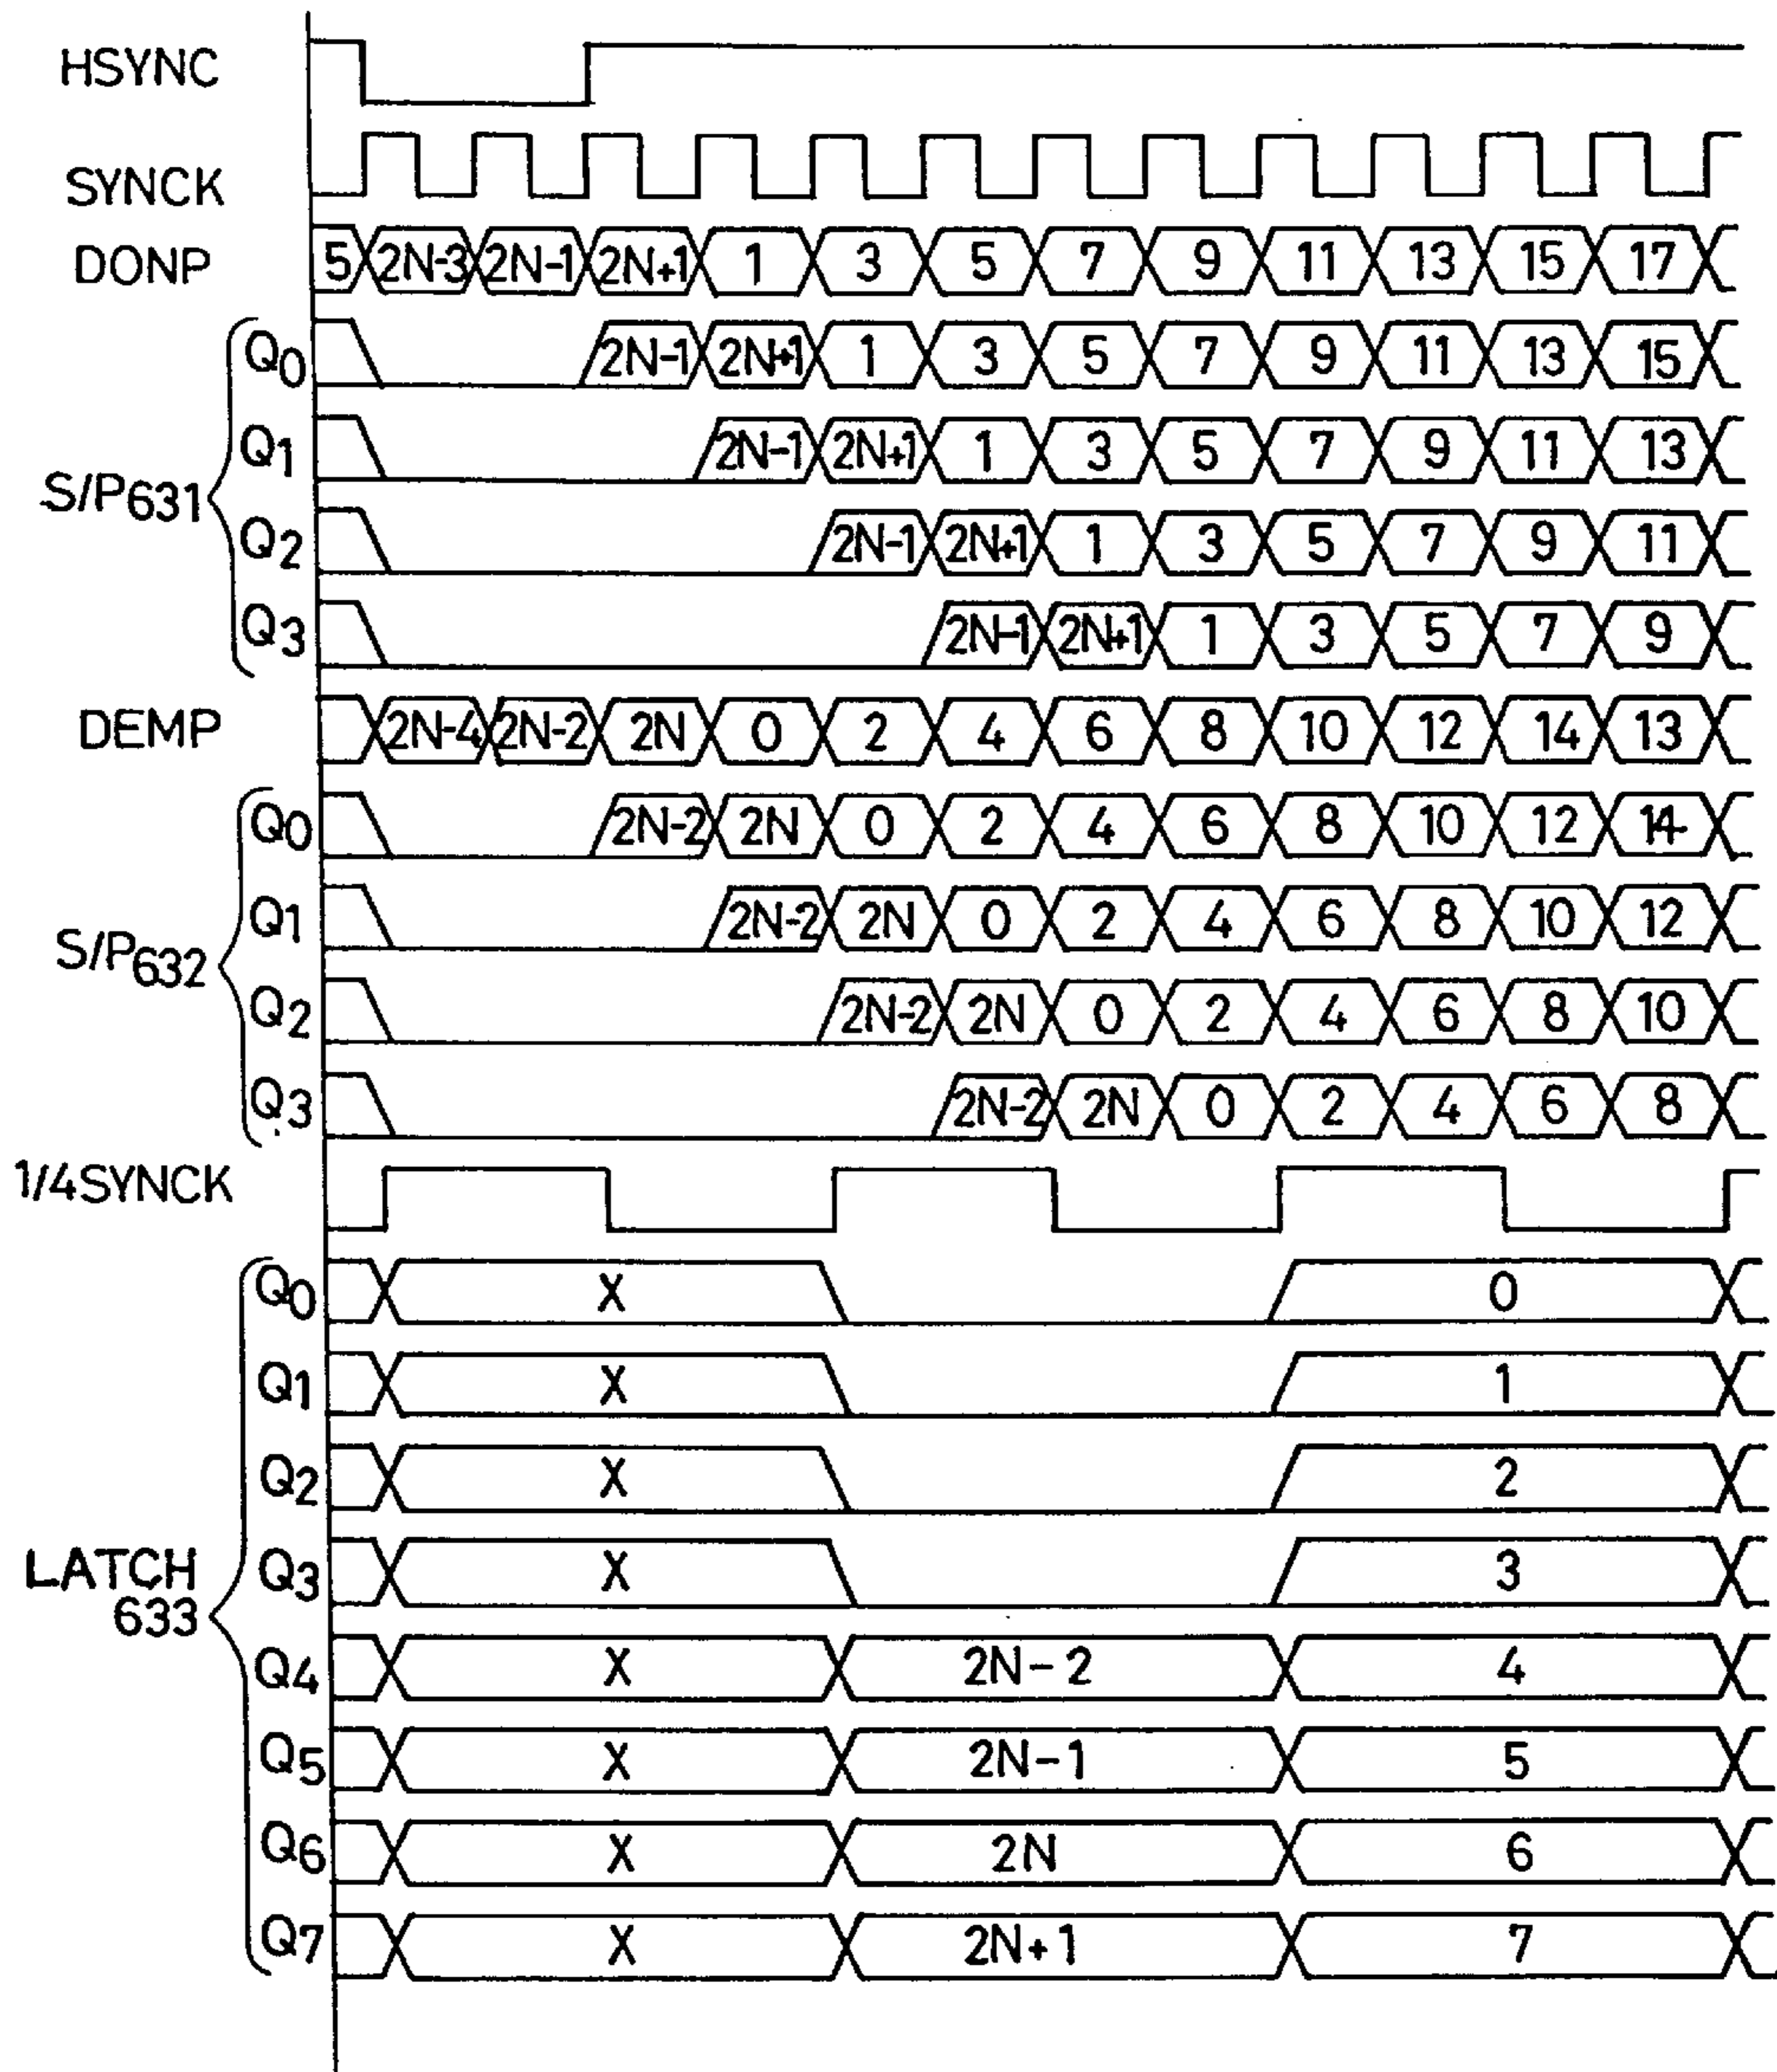 HSYNC
SYNCK
DONP 5 2N-3 2N-1 2N+1 1 3 5 7 9 11 13 15 17
S/P631
Q0 2N-1 2N+1 1 3 5 7 9 11 13 15
Q1 2N-1 2N+1 1 3 5 7 9 11 13
Q2 2N-1 2N+1 1 3 5 7 9 11
Q3 2N-1 2N+1 1 3 5 7 9
DEMP 2N-4 2N-2 2N 0 2 4 6 8 10 12 14 13
S/P632
Q0 2N-2 2N 0 2 4 6 8 10 12 14
Q1 2N-2 2N 0 2 4 6 8 10 12
Q2 2N-2 2N 0 2 4 6 8 10
Q3 2N-2 2N 0 2 4 6 8
1/4SYNCK
LATCH
633
Q0 X 0
Q1 X 1
Q2 X 2
Q3 X 3
Q4 X 2N-2 4
Q5 X 2N-1 5
Q6 X 2N 6
Q7 X 2N+1 7